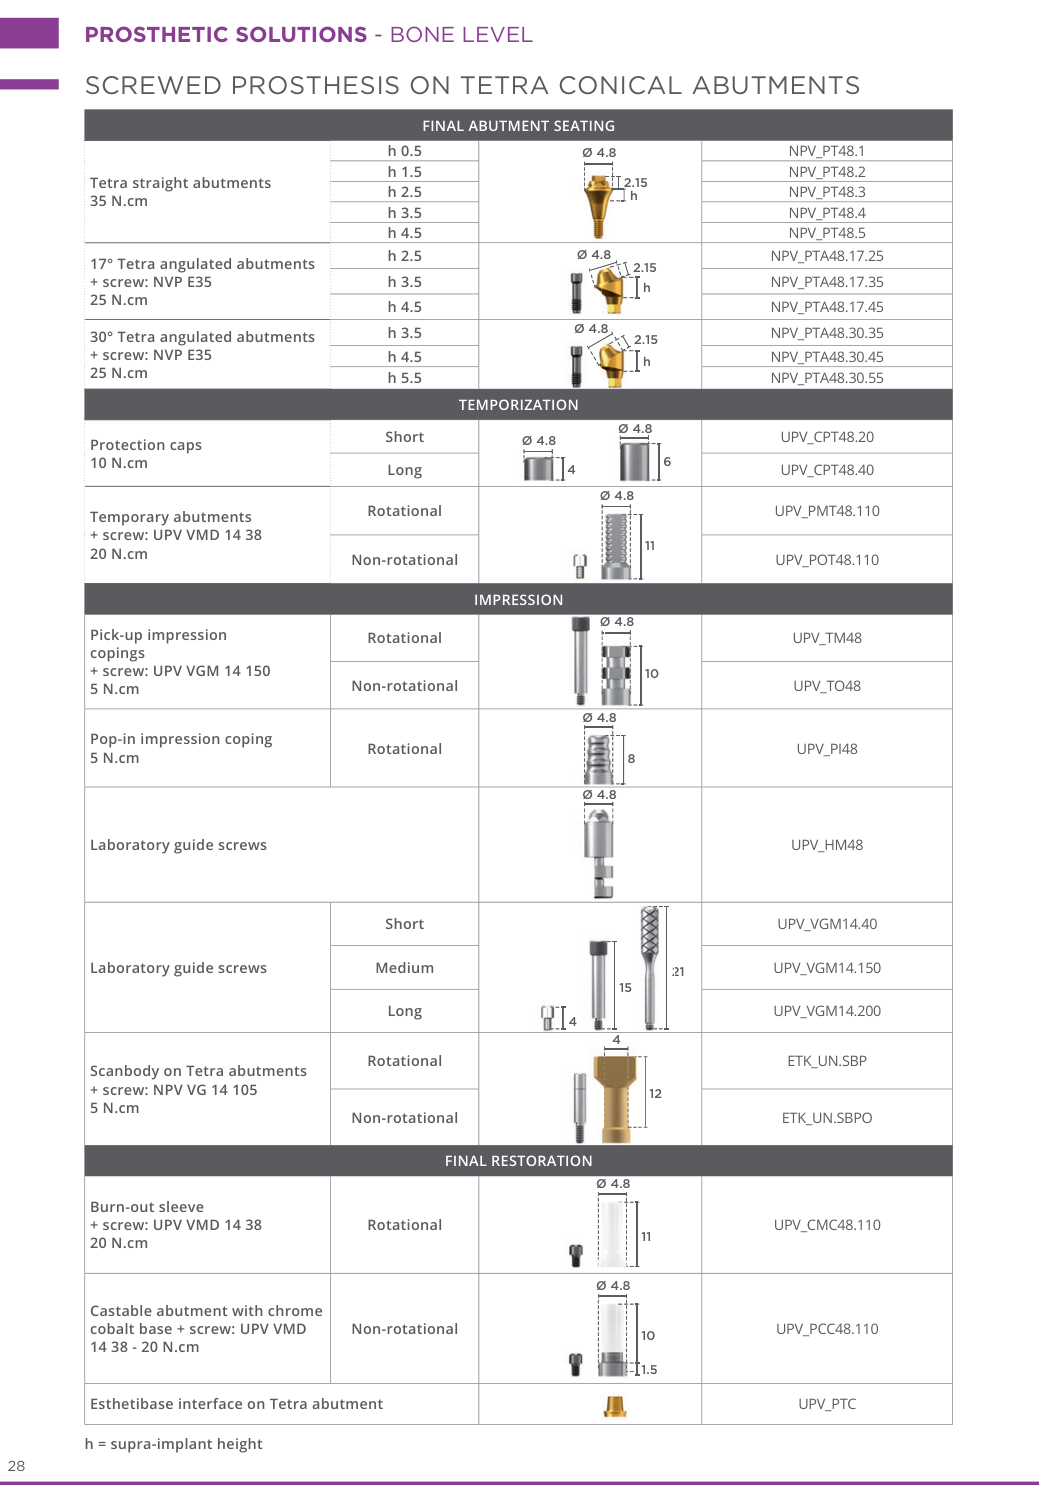 PROSTHETIC SOLUTIONS - BONE LEVEL
SCREWED PROSTHESIS ON TETRA CONICAL ABUTMENTS
FINAL ABUTMENT SEATING
Tetra straight abutments
35 N.cm
h 0.5
h 1.5
h 2.5
h 3.5
h 4.5
Ø 4.8
2.15
h
NPV_PT48.1
NPV_PT48.2
NPV_PT48.3
NPV_PT48.4
NPV_PT48.5
17° Tetra angulated abutments
+ screw: NVP E35
25 N.cm
h 2.5
h 3.5
h 4.5
Ø 4.8
2.15
h
NPV_PTA48.17.25
NPV_PTA48.17.35
NPV_PTA48.17.45
30° Tetra angulated abutments
+ screw: NVP E35
25 N.cm
h 3.5
h 4.5
h 5.5
Ø 4.8
2.15
h
NPV_PTA48.30.35
NPV_PTA48.30.45
NPV_PTA48.30.55
TEMPORIZATION
Protection caps
10 N.cm
Short
Long
Ø 4.8
4
Ø 4.8
6
UPV_CPT48.20
UPV_CPT48.40
Temporary abutments
+ screw: UPV VMD 14 38
20 N.cm
Rotational
Non-rotational
Ø 4.8
11
UPV_PMT48.110
UPV_POT48.110
IMPRESSION
Pick-up impression
copings
+ screw: UPV VGM 14 150
5 N.cm
Rotational
Non-rotational
Ø 4.8
10
UPV_TM48
UPV_TO48
Pop-in impression coping
5 N.cm
Rotational
Ø 4.8
8
UPV_PI48
Laboratory guide screws
Ø 4.8
UPV_HM48
Laboratory guide screws
Short
Medium
Long
4
15
21
UPV_VGM14.40
UPV_VGM14.150
UPV_VGM14.200
Scanbody on Tetra abutments
+ screw: NPV VG 14 105
5 N.cm
Rotational
Non-rotational
4
12
ETK_UN.SBP
ETK_UN.SBPO
FINAL RESTORATION
Burn-out sleeve
+ screw: UPV VMD 14 38
20 N.cm
Rotational
Ø 4.8
11
UPV_CMC48.110
Castable abutment with chrome
cobalt base + screw: UPV VMD
14 38 - 20 N.cm
Non-rotational
Ø 4.8
10
1.5
UPV_PCC48.110
Esthetibase interface on Tetra abutment
UPV_PTC
h = supra-implant height
28